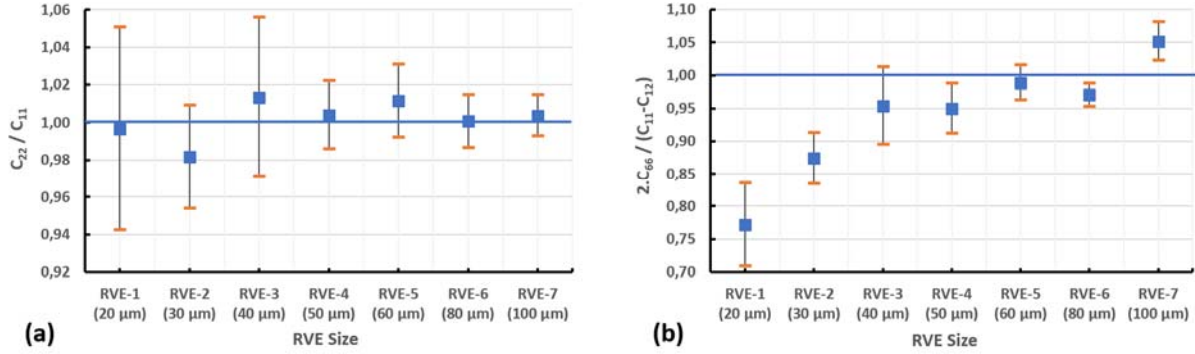 1,06
1,04
1,02
1,00
0,98
0,96
0,94
0,92
C22 / C11
RVE-1 RVE-2 RVE-3 RVE-4 RVE-5 RVE-6 RVE-7
(20 µm) (30 µm) (40 µm) (50 µm) (60 µm) (80 µm) (100 µm)
RVE Size
(a)
1,10
1,05
1,00
0,95
0,90
0,85
0,80
0,75
0,70
2.C66 / (C11-C12)
RVE-1 RVE-2 RVE-3 RVE-4 RVE-5 RVE-6 RVE-7
(20 µm) (30 µm) (40 µm) (50 µm) (60 µm) (80 µm) (100 µm)
RVE Size
(b)